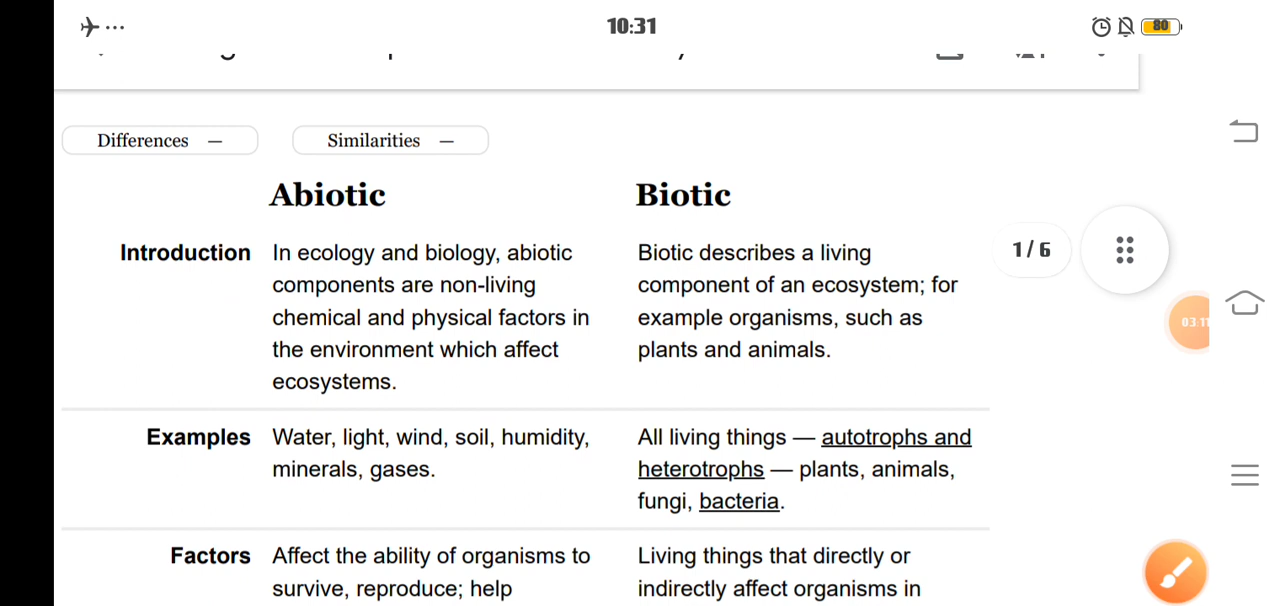 10:31
80
Differences —
Similarities —
Abiotic
Biotic
Introduction
In ecology and biology, abiotic
components are non-living
chemical and physical factors in
the environment which affect
ecosystems.
Biotic describes a living
component of an ecosystem; for
example organisms, such as
plants and animals.
1 / 6
Examples
Water, light, wind, soil, humidity,
minerals, gases.
All living things — autotrophs and
heterotrophs — plants, animals,
fungi, bacteria.
Factors
Affect the ability of organisms to
survive, reproduce; help
Living things that directly or
indirectly affect organisms in